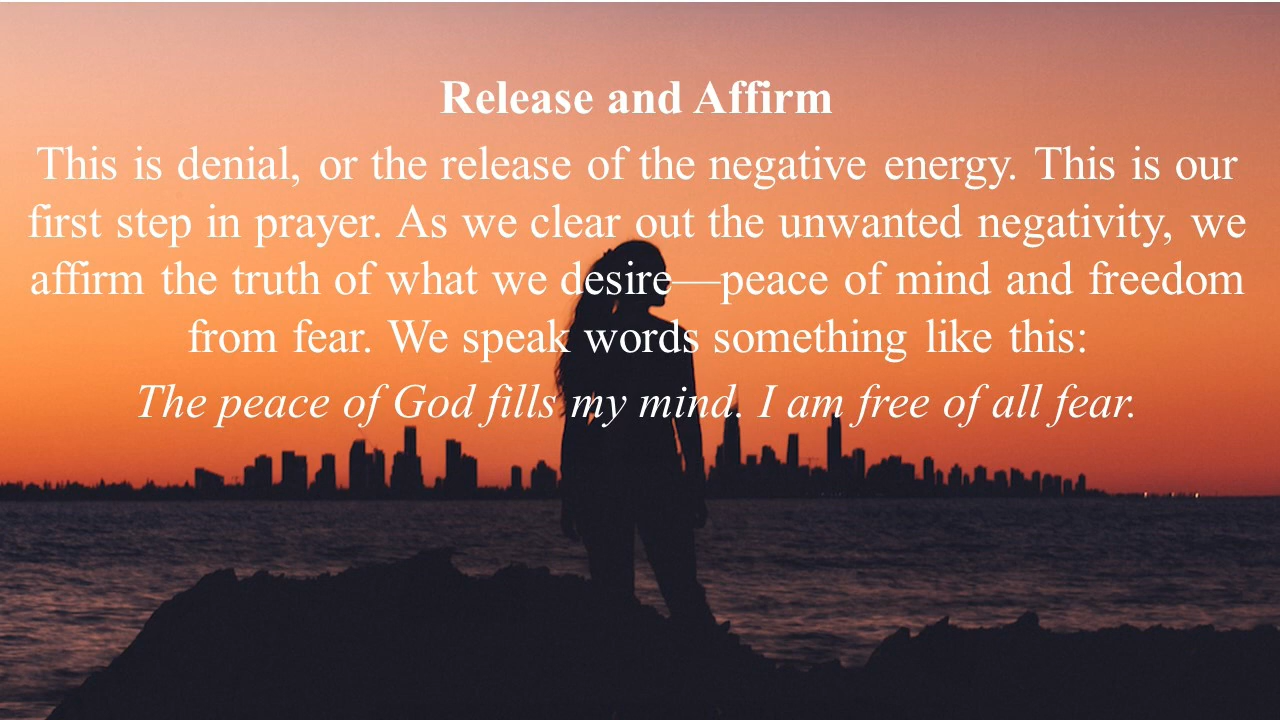 Release and Affirm
This is denial, or the release of the negative energy. This is our
first step in prayer. As we clear out the unwanted negativity, we
affirm the truth of what we desire—peace of mind and freedom
from fear. We speak words something like this:
The peace of God fills my mind. I am free of all fear.